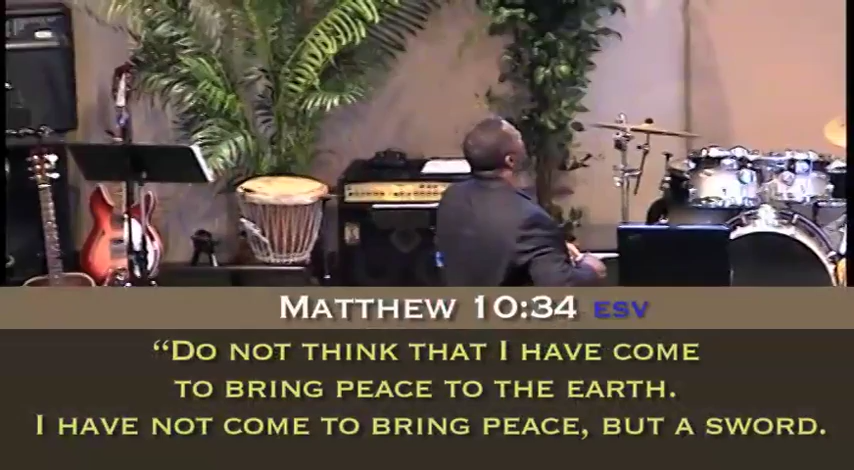 MATTHEW 10:34 ESV
“DO NOT THINK THAT I HAVE COME
TO BRING PEACE TO THE EARTH.
I HAVE NOT COME TO BRING PEACE, BUT A SWORD.